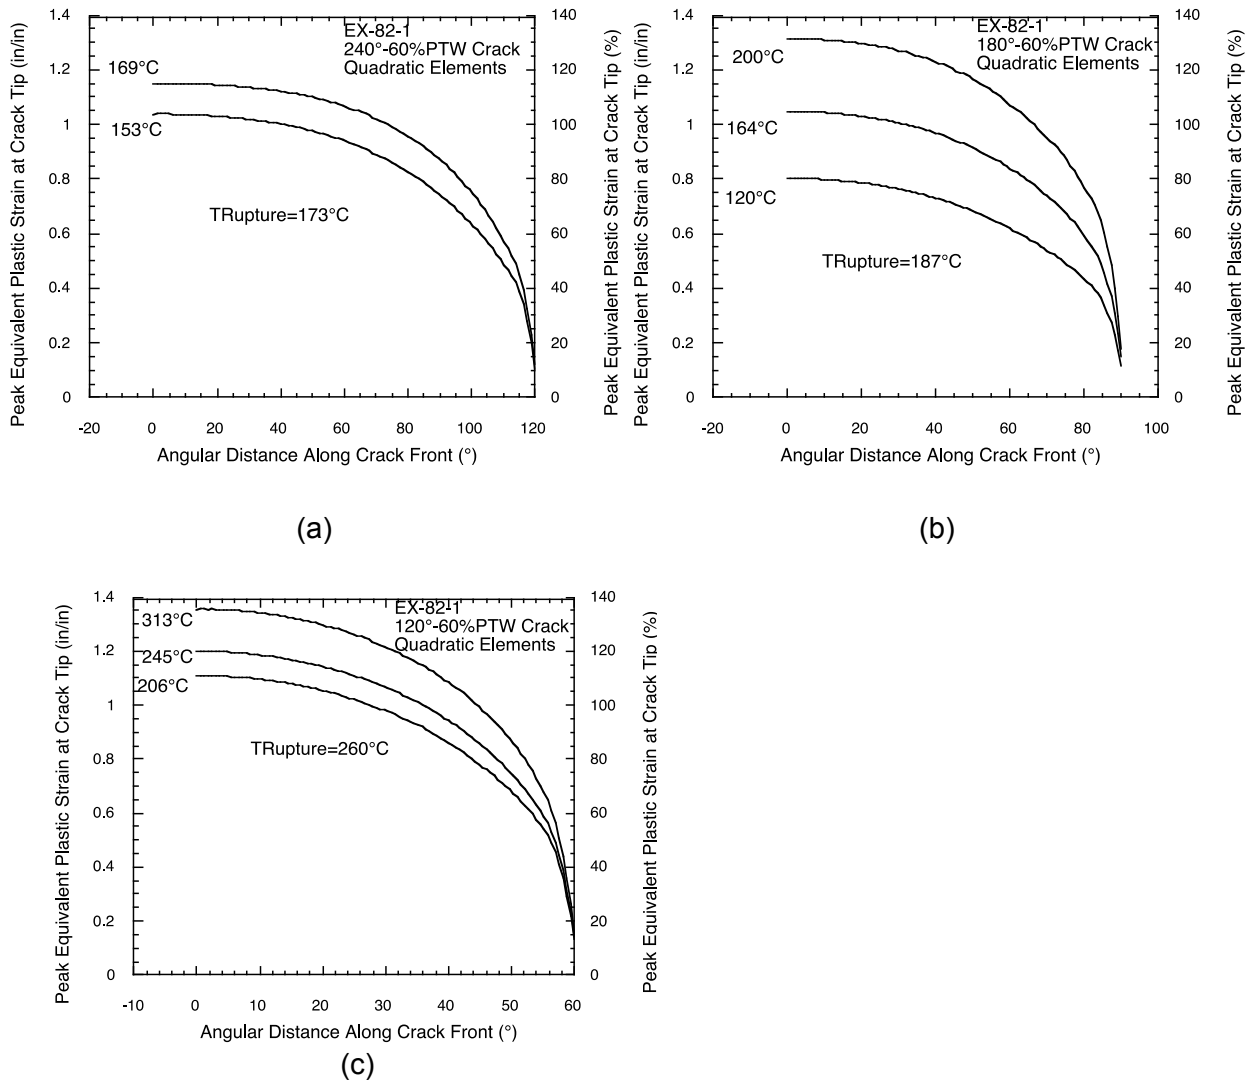 EX-82-1
240°-60%PTW Crack
Quadratic Elements
169°C
153°C
TRupture=173°C
1.4
1.2
1
0.8
0.6
0.4
0.2
0
140
120
100
80
60
40
20
0
-20 0 20 40 60 80 100 120
Peak Equivalent Plastic Strain at Crack Tip (in/in)
Peak Equivalent Plastic Strain at Crack Tip (%)
Angular Distance Along Crack Front (°)
(a)
EX-82-1
180°-60%PTW Crack
Quadratic Elements
200°C
164°C
120°C
TRupture=187°C
1.4
1.2
1
0.8
0.6
0.4
0.2
0
140
120
100
80
60
40
20
0
-20 0 20 40 60 80 100
Peak Equivalent Plastic Strain at Crack Tip (in/in)
Peak Equivalent Plastic Strain at Crack Tip (%)
Angular Distance Along Crack Front (°)
(b)
EX-82-1
120°-60%PTW Crack
Quadratic Elements
313°C
245°C
206°C
TRupture=260°C
1.4
1.2
1
0.8
0.6
0.4
0.2
0
140
120
100
80
60
40
20
0
-10 0 10 20 30 40 50 60
Peak Equivalent Plastic Strain at Crack Tip (in/in)
Peak Equivalent Plastic Strain at Crack Tip (%)
Angular Distance Along Crack Front (°)
(c)